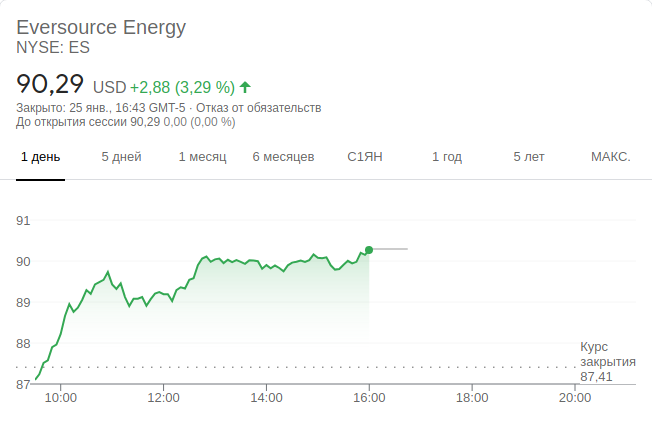 Eversource Energy
NYSE: ES
90,29 USD +2,88 (3,29 %)
Закрыто: 25 янв., 16:43 GMT-5 · Отказ от обязательств
До открытия сессии 90,29 0,00 (0,00 %)
1 день 5 дней 1 месяц 6 месяцев С1ЯН 1 год 5 лет МАКС.
91
90
89
88
87
Курс
закрытия
87,41
10:00 12:00 14:00 16:00 18:00 20:00